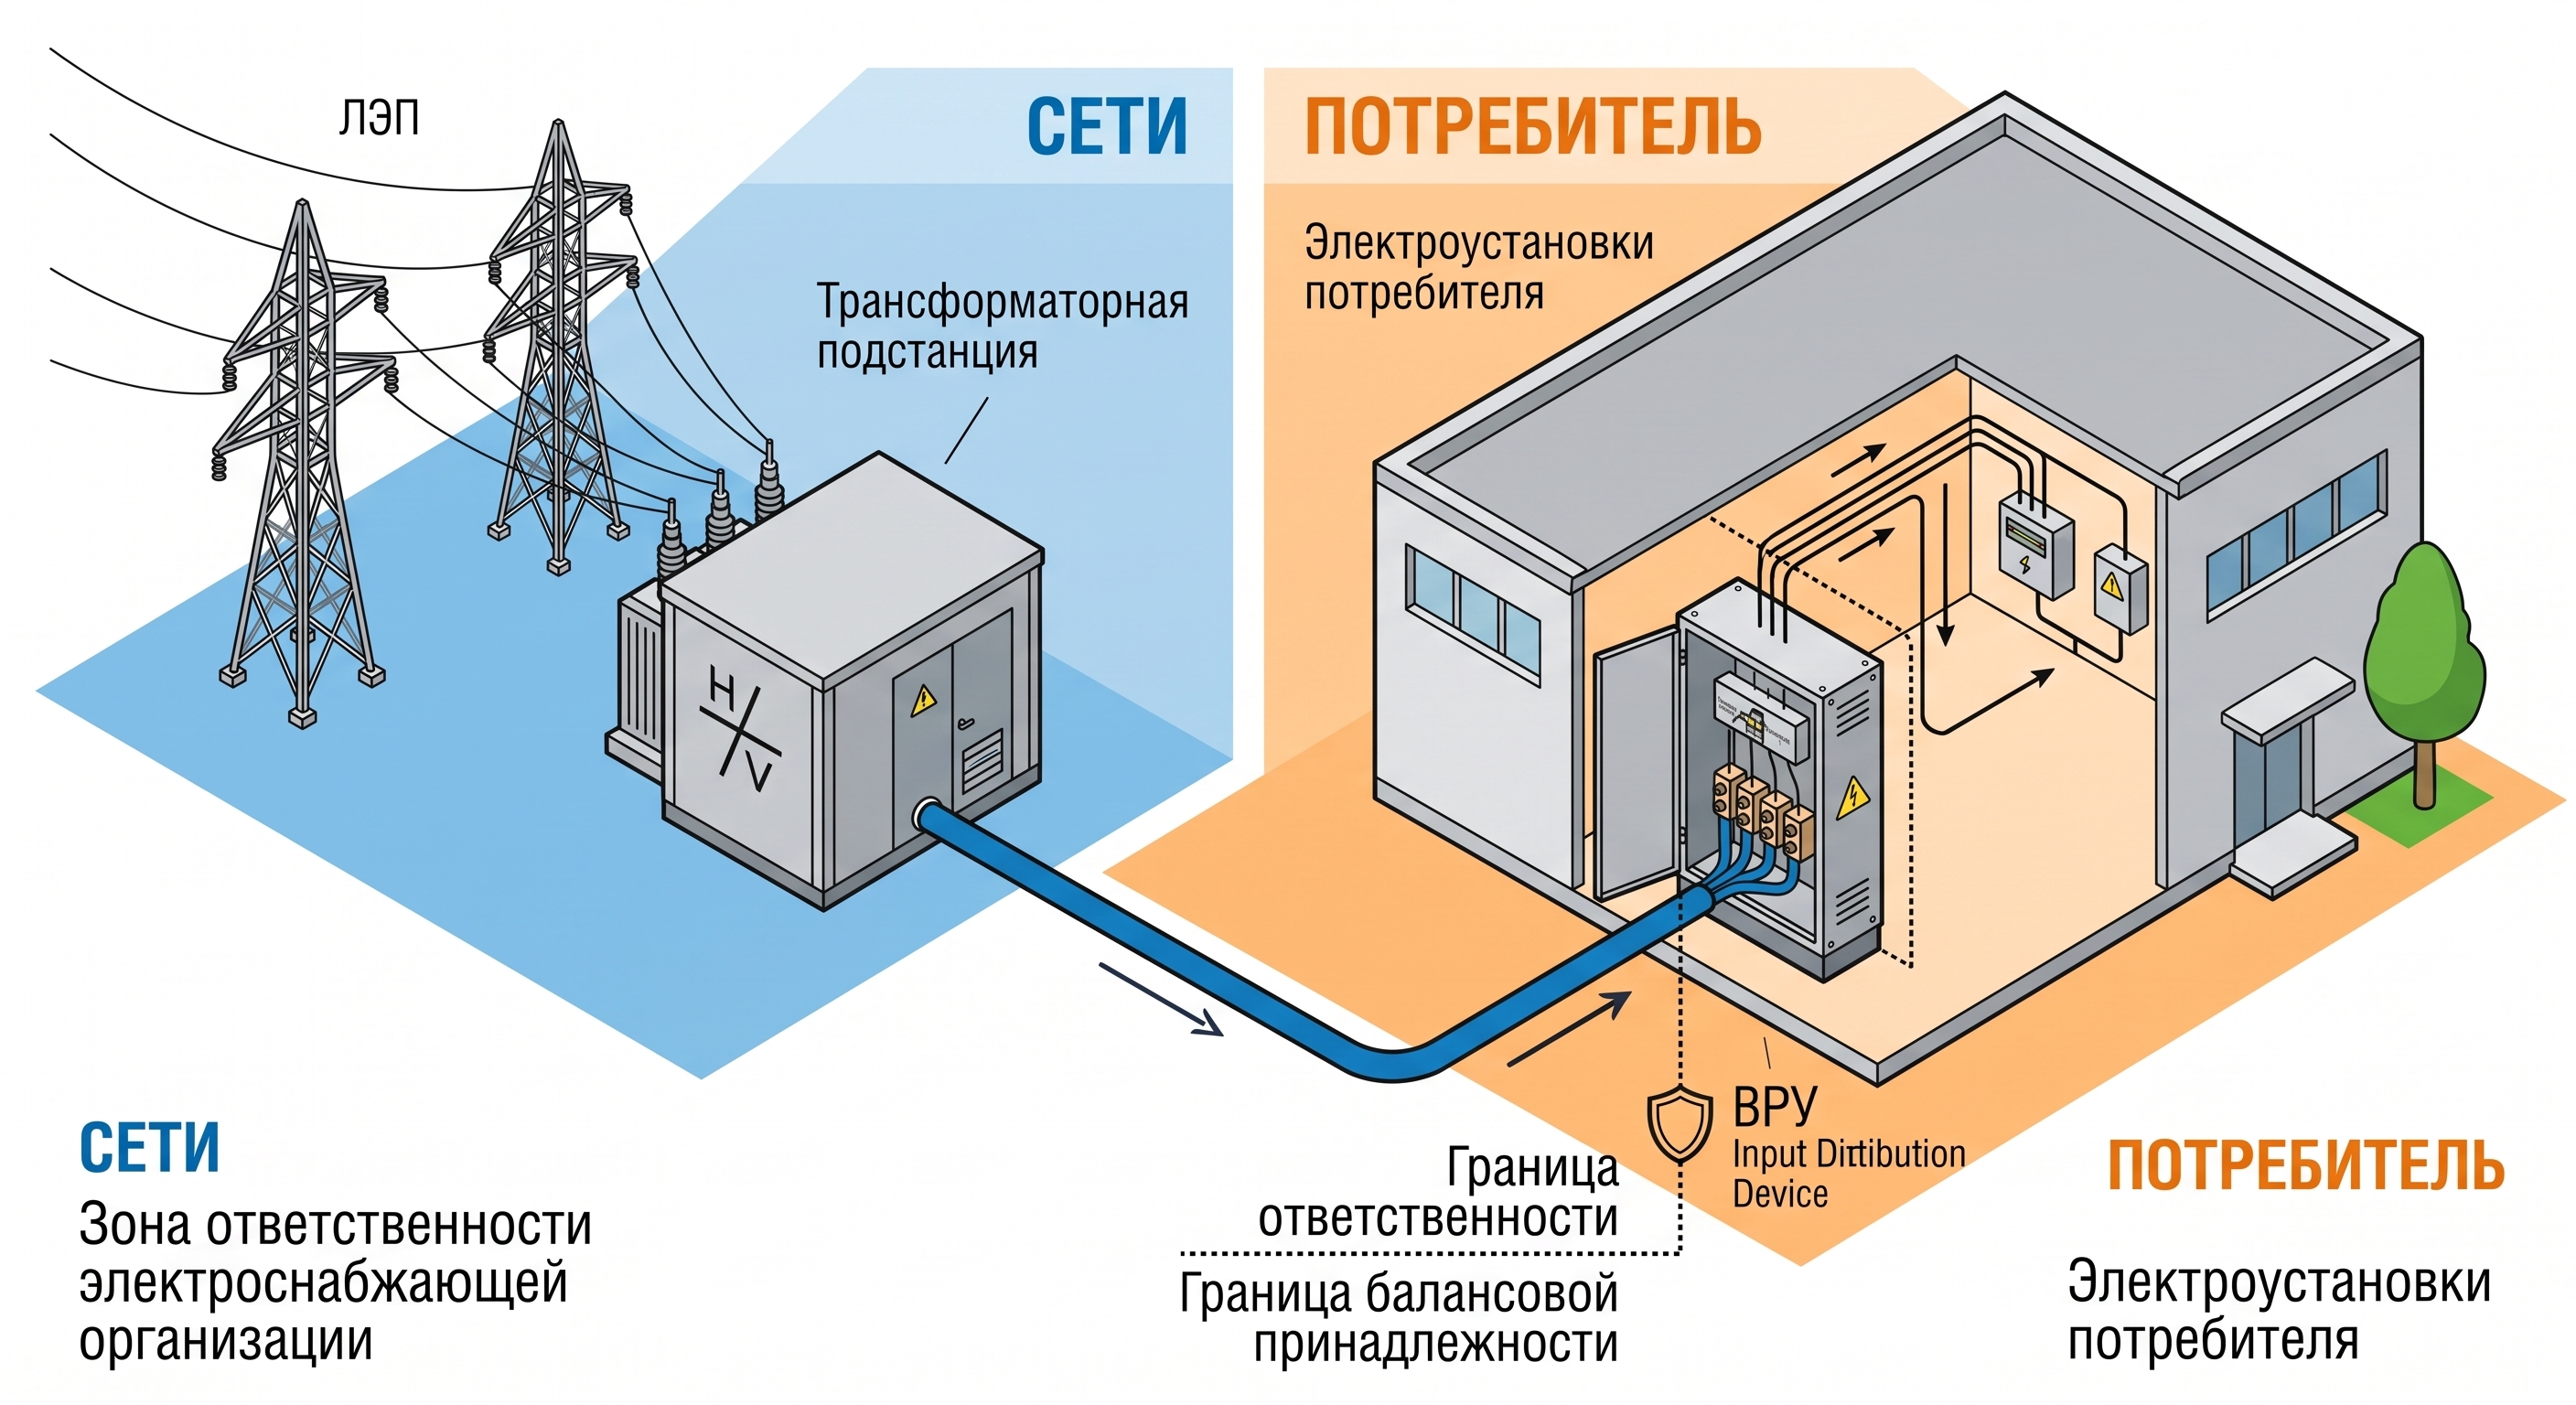 ЛЭП
СЕТИ
ПОТРЕБИТЕЛЬ
Электроустановки
потребителя
Трансформаторная
подстанция
H
V
ВРУ
Input Dirtibution
Device
Граница
ответственности
Граница балансовой
принадлежности
СЕТИ
Зона ответственности
электроснабжающей
организации
ПОТРЕБИТЕЛЬ
Электроустановки
потребителя